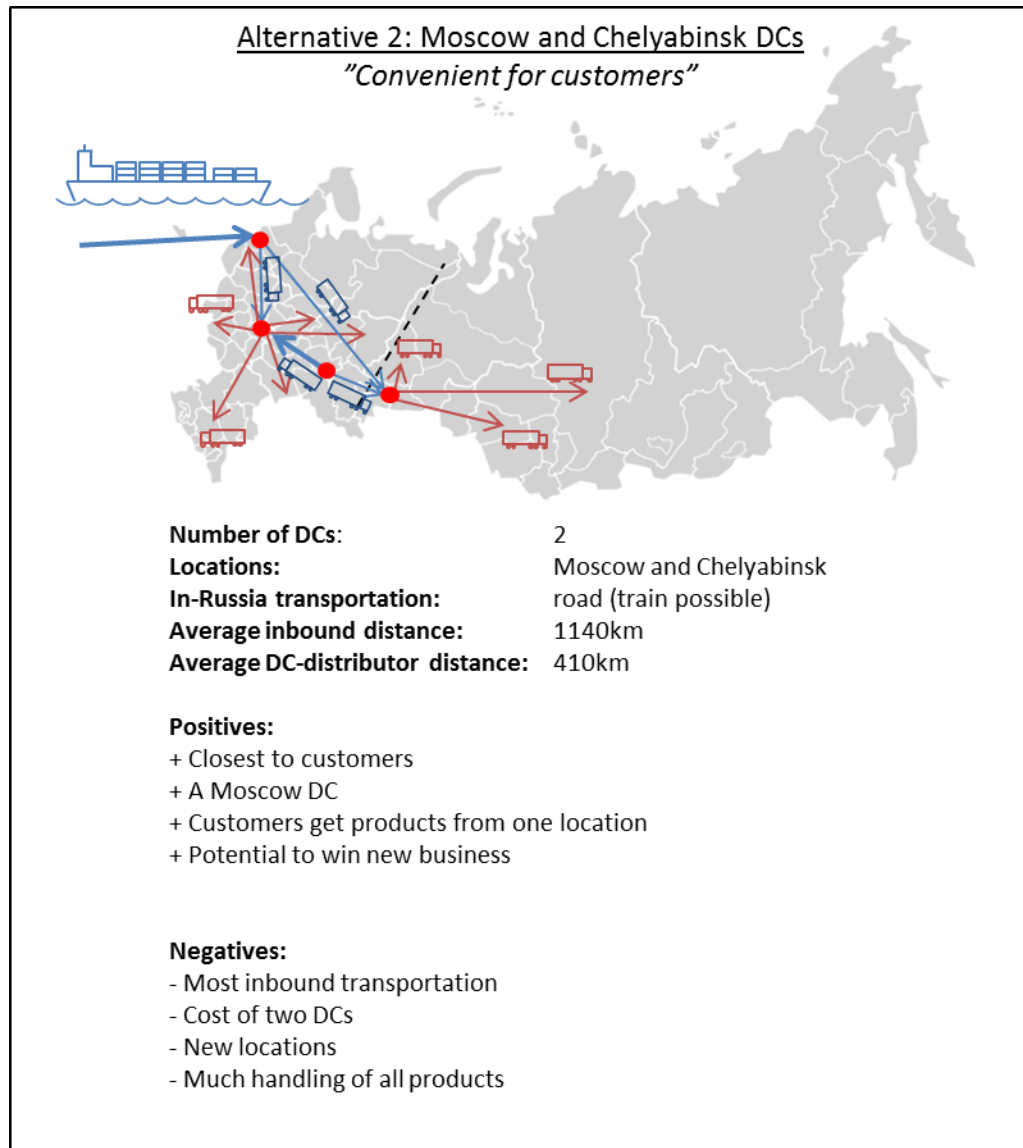 Alternative 2: Moscow and Chelyabinsk DCs
”Convenient for customers”
Number of DCs: 2
Locations: Moscow and Chelyabinsk
In-Russia transportation: road (train possible)
Average inbound distance: 1140km
Average DC-distributor distance: 410km
Positives:
+ Closest to customers
+ A Moscow DC
+ Customers get products from one location
+ Potential to win new business
Negatives:
- Most inbound transportation
- Cost of two DCs
- New locations
- Much handling of all products